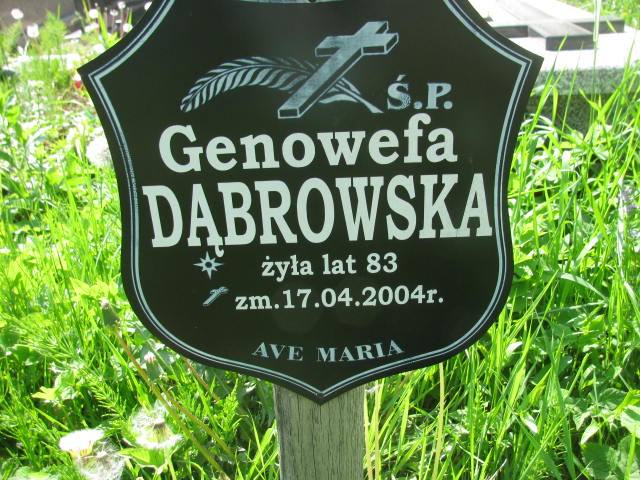 Ś.P.
Genowefa
DĄBROWSKA
żyła lat 83
zm.17.04.2004r.
AVE MARIA